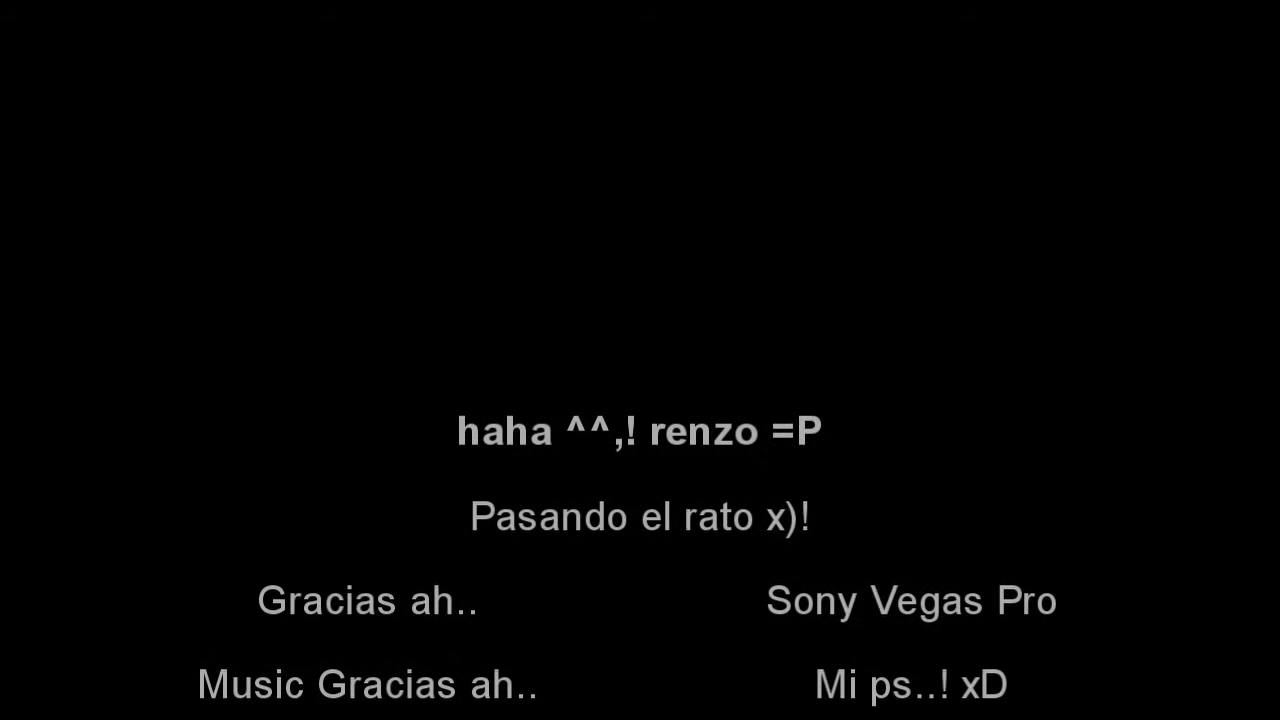 haha ^^,! renzo =P
Pasando el rato x)!
Gracias ah.. Sony Vegas Pro
Music Gracias ah.. Mi ps..! xD